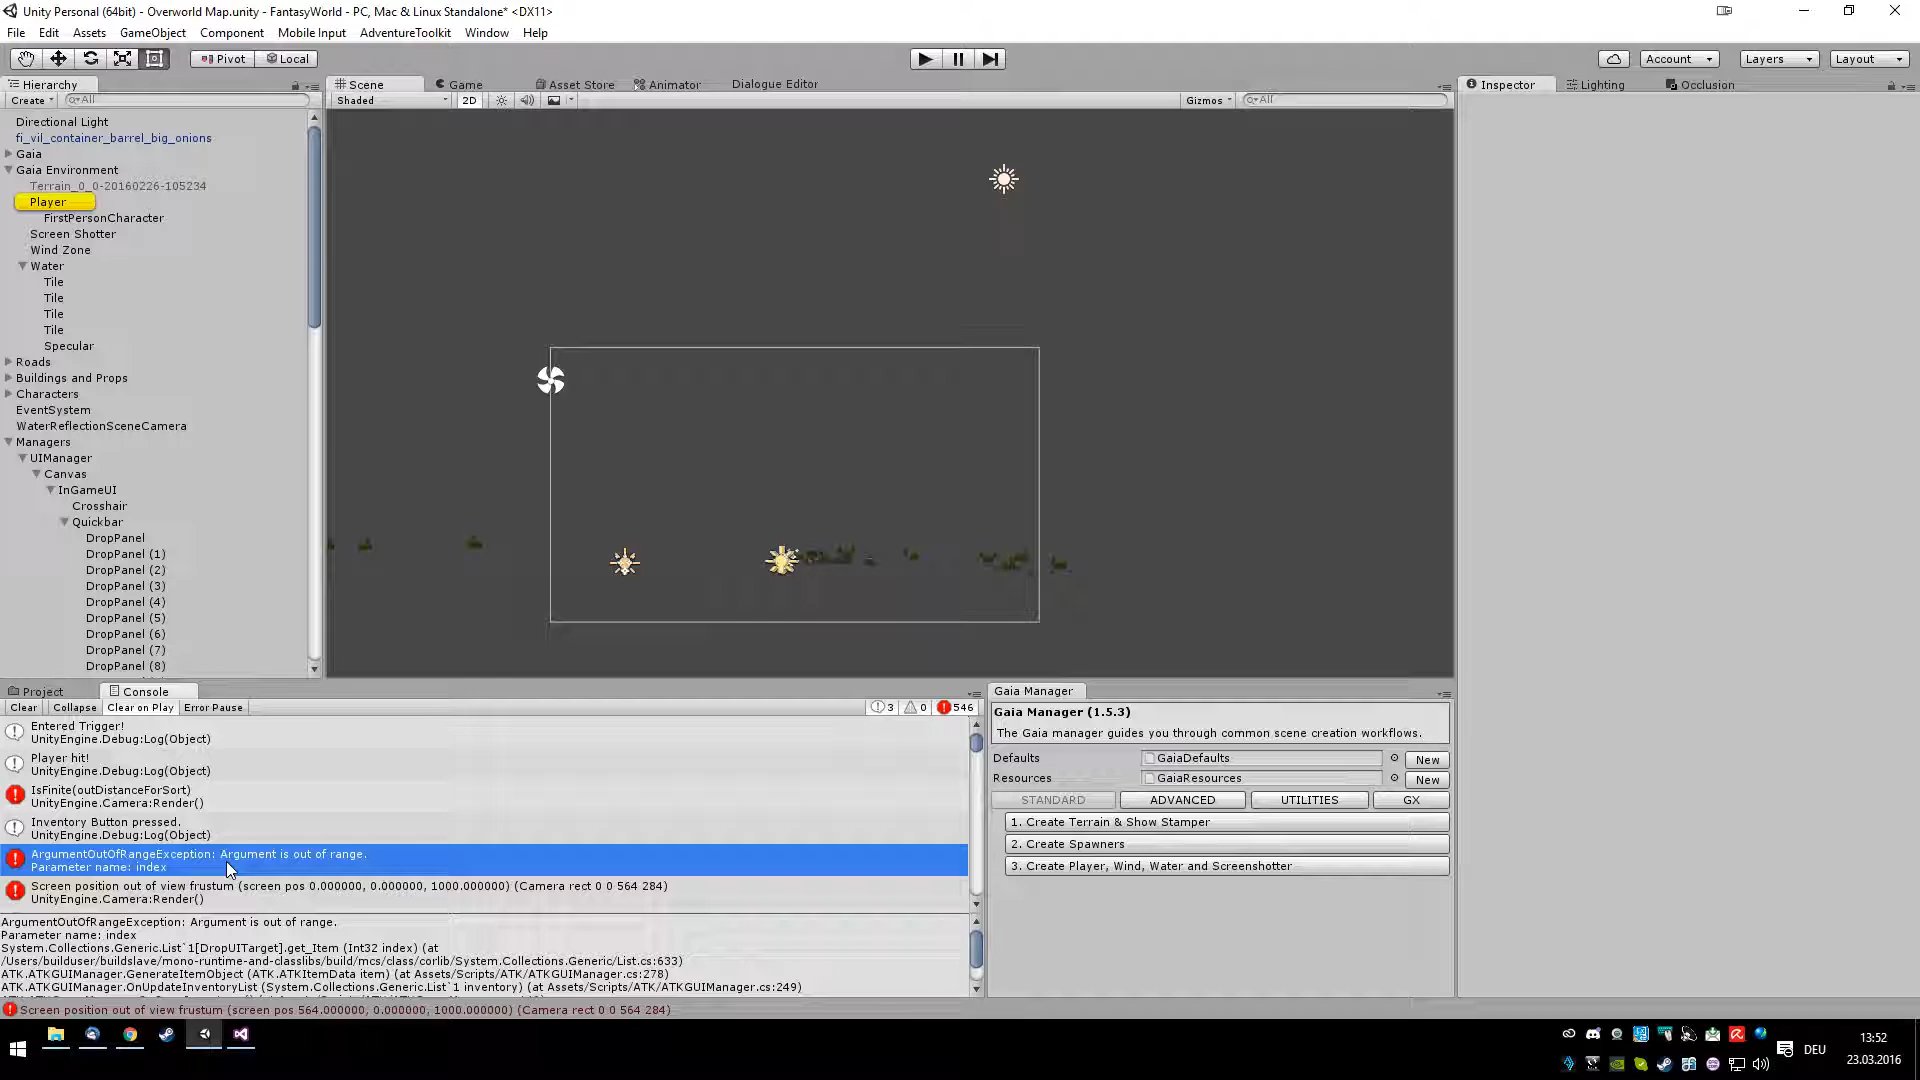 Unity Personal (64bit) - Overworld Map.unity - FantasyWorld - PC, Mac & Linux Standalone* <DX11>
File Edit Assets GameObject Component Mobile Input AdventureToolkit Window Help
Pivot Local Account Layers Layout
Hierarchy Scene Game Asset Store Animator Dialogue Editor Inspector Lighting Occlusion
Create All Shaded 2D Gizmos All
Directional Light
fi_vil_container_barrel_big_onions
Gaia
Gaia Environment
Terrain_0_0-20160226-105234
Player
FirstPersonCharacter
Screen Shotter
Wind Zone
Water
Tile
Tile
Tile
Tile
Specular
Roads
Buildings and Props
Characters
EventSystem
WaterReflectionSceneCamera
Managers
UIManager
Canvas
InGameUI
Crosshair
Quickbar
DropPanel
DropPanel (1)
DropPanel (2)
DropPanel (3)
DropPanel (4)
DropPanel (5)
DropPanel (6)
DropPanel (7)
DropPanel (8)
Project Console
Clear Collapse Clear on Play Error Pause 3 0 546
Entered Trigger!
UnityEngine.Debug:Log(Object)
Player hit!
UnityEngine.Debug:Log(Object)
IsFinite(outDistanceForSort)
UnityEngine.Camera:Render()
Inventory Button pressed.
UnityEngine.Debug:Log(Object)
ArgumentOutOfRangeException: Argument is out of range.
Parameter name: index
Screen position out of view frustum (screen pos 0.000000, 0.000000, 1000.000000) (Camera rect 0 0 564 284)
UnityEngine.Camera:Render()
ArgumentOutOfRangeException: Argument is out of range.
Parameter name: index
System.Collections.Generic.List`1[DropUITarget].get_Item (Int32 index) (at
/Users/builduser/buildslave/mono-runtime-and-classlibs/build/mcs/class/corlib/System.Collections.Generic/List.cs:633)
ATK.ATKGUIManager.GenerateItemObject (ATK.ATKItemData item) (at Assets/Scripts/ATK/ATKGUIManager.cs:278)
ATK.ATKGUIManager.OnUpdateInventoryList (System.Collections.Generic.List`1 inventory) (at Assets/Scripts/ATK/ATKGUIManager.cs:249)
Screen position out of view frustum (screen pos 564.000000, 0.000000, 1000.000000) (Camera rect 0 0 564 284)
Gaia Manager
Gaia Manager (1.5.3)
The Gaia manager guides you through common scene creation workflows.
Defaults GaiaDefaults New
Resources GaiaResources New
STANDARD ADVANCED UTILITIES GX
1. Create Terrain & Show Stamper
2. Create Spawners
3. Create Player, Wind, Water and Screenshotter
DEU
13:52
23.03.2016